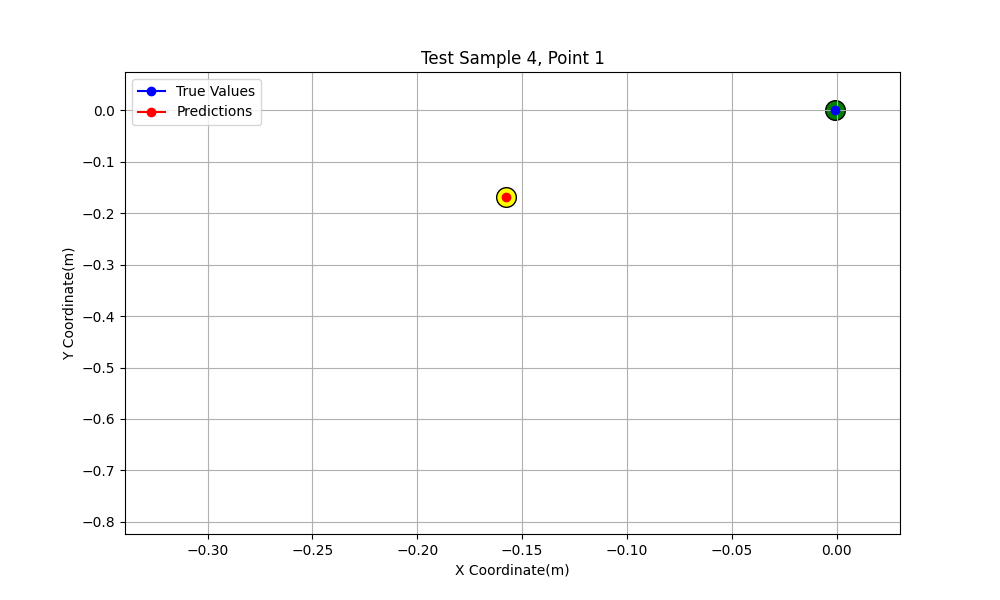 Test Sample 4, Point 1
True Values
Predictions
0.0
−0.1
−0.2
−0.3
−0.4
−0.5
−0.6
−0.7
−0.8
Y Coordinate(m)
−0.30 −0.25 −0.20 −0.15 −0.10 −0.05 0.00
X Coordinate(m)